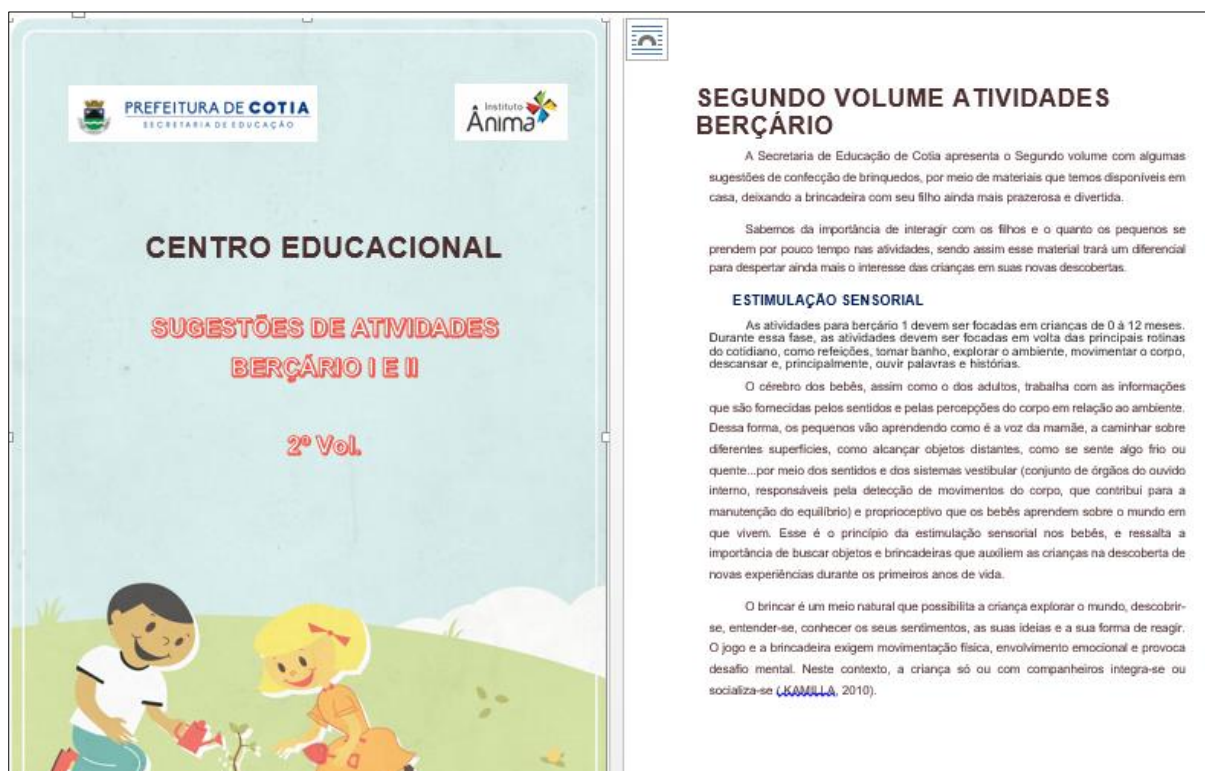 PREFEITURA DE COTIA
SECRETARIA DE EDUCAÇÃO
Instituto
Ânima
CENTRO EDUCACIONAL
SUGESTÕES DE ATIVIDADES
BERÇÁRIO I E II
2º Vol.
SEGUNDO VOLUME ATIVIDADES
BERÇÁRIO
A Secretaria de Educação de Cotia apresenta o Segundo volume com algumas
sugestões de confecção de brinquedos, por meio de materiais que temos disponíveis em
casa, deixando a brincadeira com seu filho ainda mais prazerosa e divertida.
Sabemos da importância de interagir com os filhos e o quanto os pequenos se
prendem por pouco tempo nas atividades, sendo assim esse material trará um diferencial
para despertar ainda mais o interesse das crianças em suas novas descobertas.
ESTIMULAÇÃO SENSORIAL
As atividades para berçário 1 devem ser focadas em crianças de 0 à 12 meses.
Durante essa fase, as atividades devem ser focadas em volta das principais rotinas
do cotidiano, como refeições, tomar banho, explorar o ambiente, movimentar o corpo,
descansar e, principalmente, ouvir palavras e histórias.
O cérebro dos bebês, assim como o dos adultos, trabalha com as informações
que são fornecidas pelos sentidos e pelas percepções do corpo em relação ao ambiente.
Dessa forma, os pequenos vão aprendendo como é a voz da mamãe, a caminhar sobre
diferentes superfícies, como alcançar objetos distantes, como se sente algo frio ou
quente...por meio dos sentidos e dos sistemas vestibular (conjunto de órgãos do ouvido
interno, responsáveis pela detecção de movimentos do corpo, que contribui para a
manutenção do equilíbrio) e proprioceptivo que os bebês aprendem sobre o mundo em
que vivem. Esse é o princípio da estimulação sensorial nos bebês, e ressalta a
importância de buscar objetos e brincadeiras que auxiliem as crianças na descoberta de
novas experiências durante os primeiros anos de vida.
O brincar é um meio natural que possibilita a criança explorar o mundo, descobrir-
se, entender-se, conhecer os seus sentimentos, as suas ideias e a sua forma de reagir.
O jogo e a brincadeira exigem movimentação física, envolvimento emocional e provoca
desafio mental. Neste contexto, a criança só ou com companheiros integra-se ou
socializa-se ( KAMILLA, 2010).